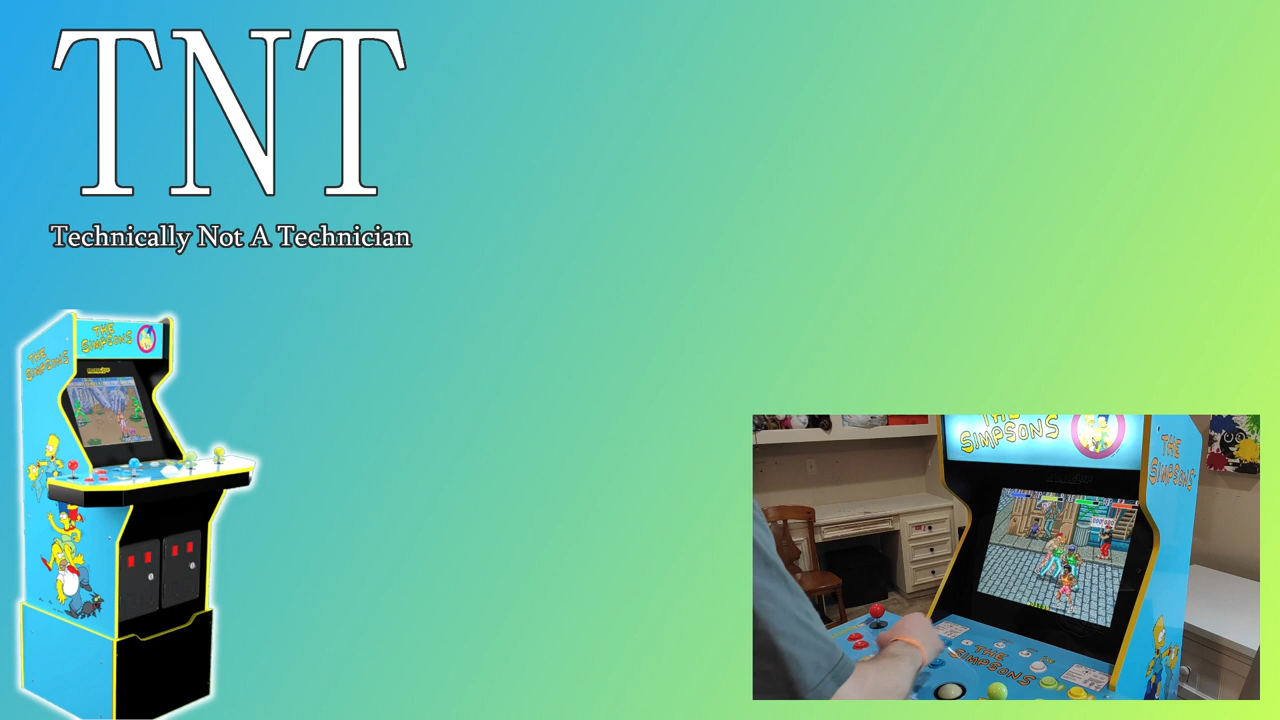 TNT
Technically Not A Technician
THE
SIMPSONS
THE
SIMPSONS
THE
SIMPSONS
THE
SIMPSONS
THE
SIMPSONS